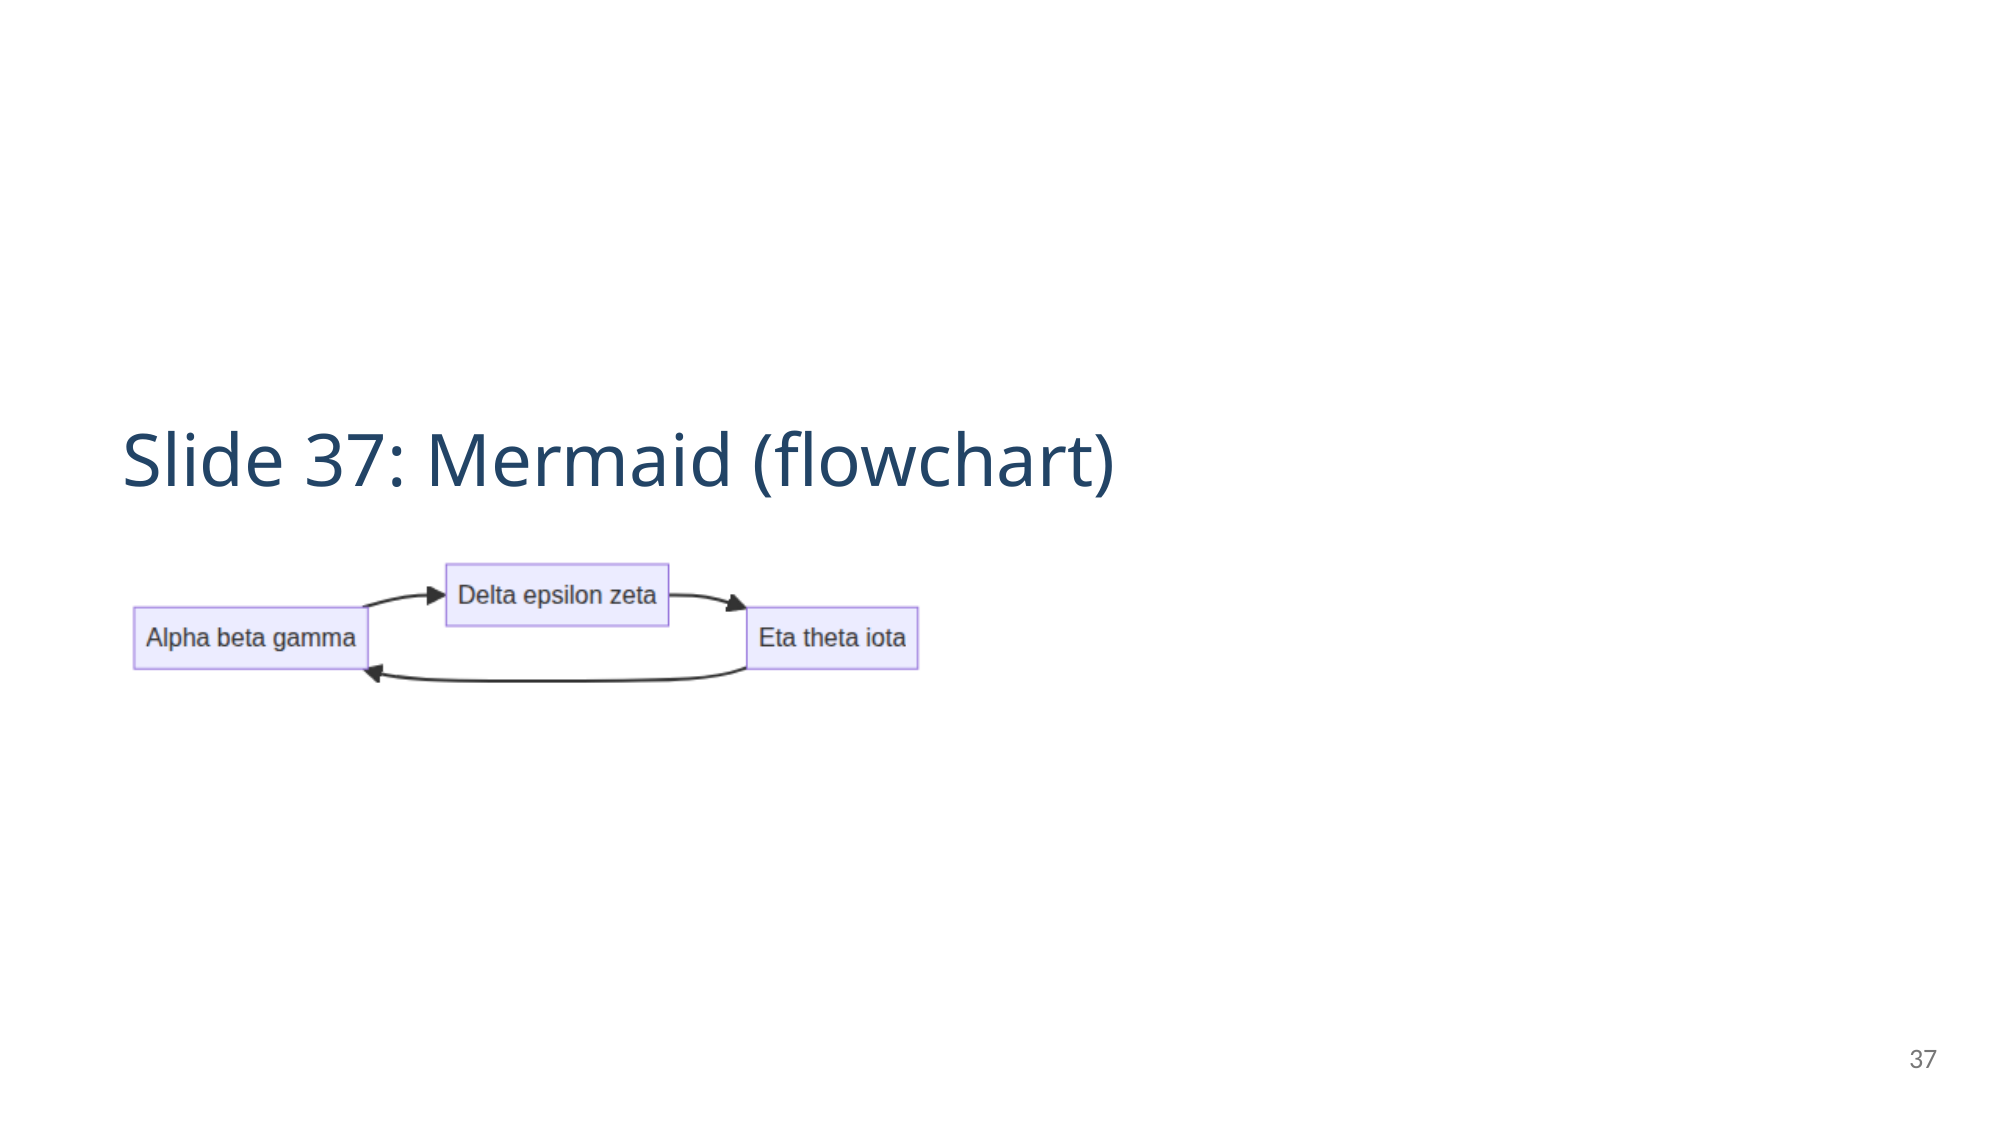 Slide 37: Mermaid (flowchart)
Delta epsilon zeta
Alpha beta gamma
Eta theta iota
37